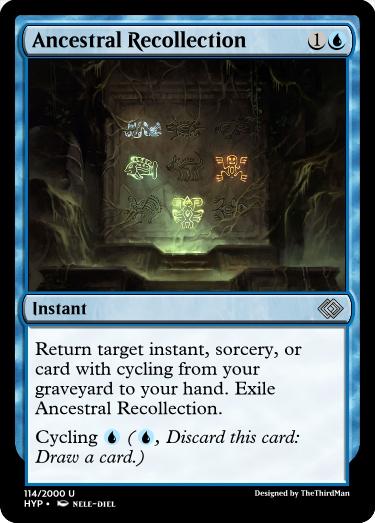 Ancestral Recollection 1
Instant
Return target instant, sorcery, or
card with cycling from your
graveyard to your hand. Exile
Ancestral Recollection.
Cycling (, Discard this card:
Draw a card.)
114/2000 U
HYP • NELE-DIEL
Designed by TheThirdMan